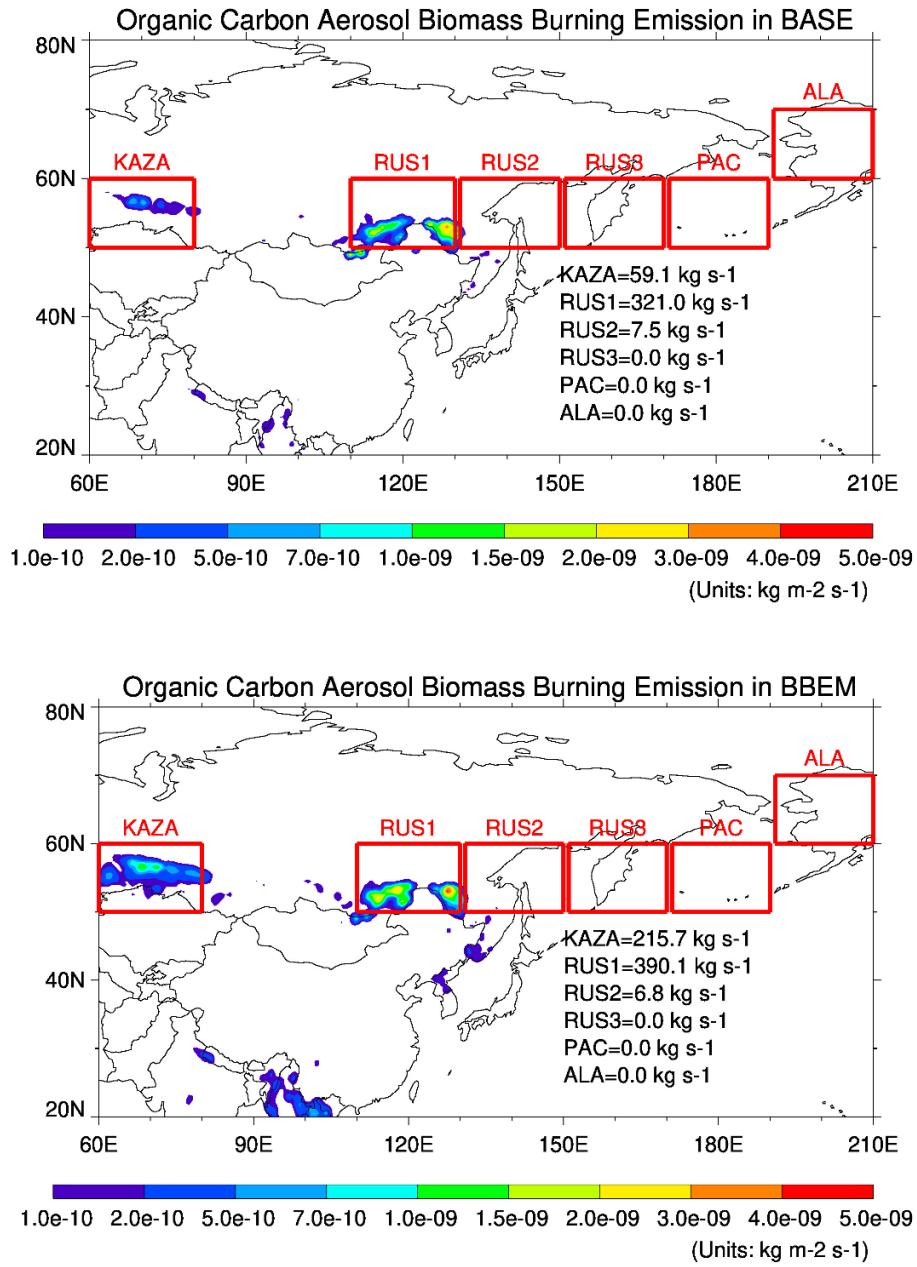 Organic Carbon Aerosol Biomass Burning Emission in BASE
80N
ALA
KAZA
RUS1
RUS2
RUS3
PAC
60N
KAZA=59.1 kg s-1
RUS1=321.0 kg s-1
40N
RUS2=7.5 kg s-1
RUS3=0.0 kg s-1
PAC=0.0 kg s-1
ALA=0.0 kg s-1
20N
60E 90E 120E 150E 180E 210E
1.0e-10 2.0e-10 5.0e-10 7.0e-10 1.0e-09 1.5e-09 2.0e-09 3.0e-09 4.0e-09 5.0e-09
(Units: kg m-2 s-1)
Organic Carbon Aerosol Biomass Burning Emission in BBEM
80N
ALA
KAZA
RUS1
RUS2
RUS3
PAC
60N
KAZA=215.7 kg s-1
RUS1=390.1 kg s-1
40N
RUS2=6.8 kg s-1
RUS3=0.0 kg s-1
PAC=0.0 kg s-1
ALA=0.0 kg s-1
20N
60E 90E 120E 150E 180E 210E
1.0e-10 2.0e-10 5.0e-10 7.0e-10 1.0e-09 1.5e-09 2.0e-09 3.0e-09 4.0e-09 5.0e-09
(Units: kg m-2 s-1)